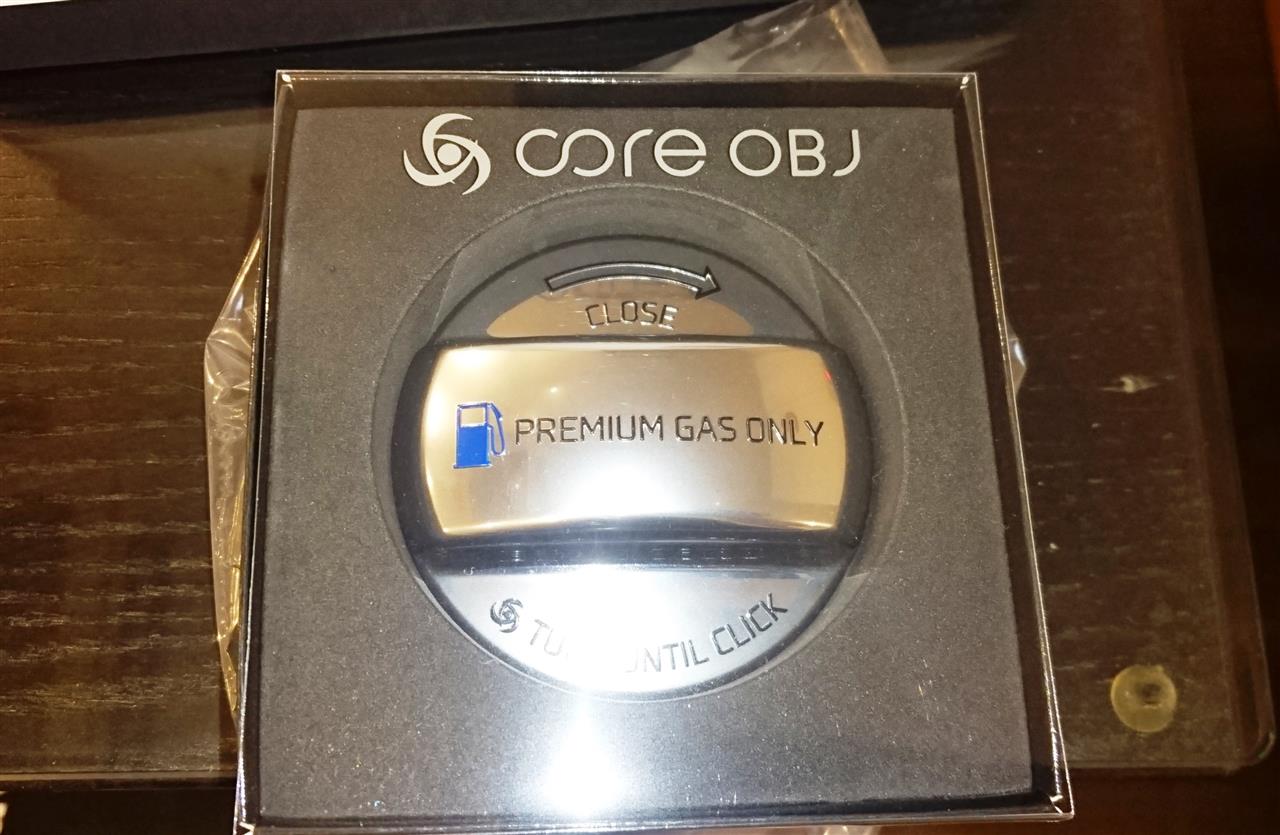 core OBJ
CLOSE
PREMIUM GAS ONLY
UNTIL CLICK